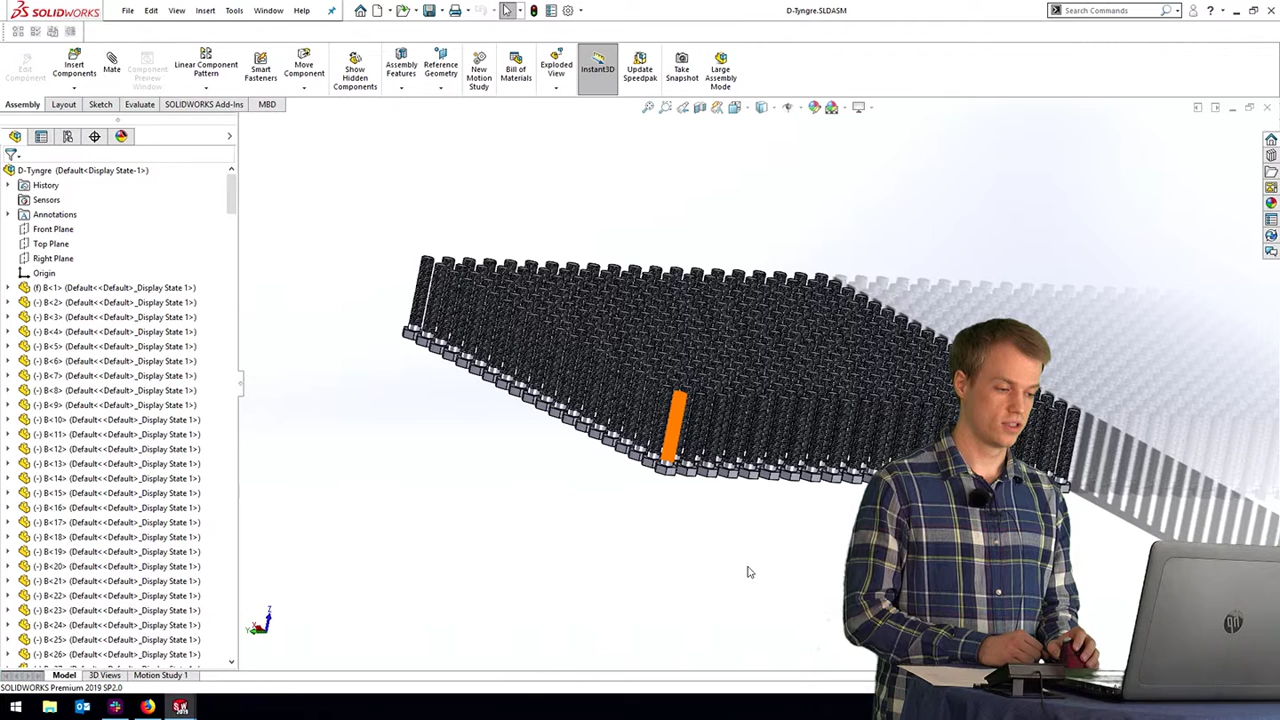 SOLIDWORKS File Edit View Insert Tools Window Help D-Tyngre.SLDASM Search Commands
Edit Component
Insert Components
Mate
Component Preview Window
Linear Component Pattern
Smart Fasteners
Move Component
Show Hidden Components
Assembly Features
Reference Geometry
New Motion Study
Bill of Materials
Exploded View
Instant3D
Update Speedpak
Take Snapshot
Large Assembly Mode
Assembly Layout Sketch Evaluate SOLIDWORKS Add-Ins MBD
D-Tyngre (Default<Display State-1>)
History
Sensors
Annotations
Front Plane
Top Plane
Right Plane
Origin
(f) B<1> (Default<<Default>_Display State 1>)
(-) B<2> (Default<<Default>_Display State 1>)
(-) B<3> (Default<<Default>_Display State 1>)
(-) B<4> (Default<<Default>_Display State 1>)
(-) B<5> (Default<<Default>_Display State 1>)
(-) B<6> (Default<<Default>_Display State 1>)
(-) B<7> (Default<<Default>_Display State 1>)
(-) B<8> (Default<<Default>_Display State 1>)
(-) B<9> (Default<<Default>_Display State 1>)
(-) B<10> (Default<<Default>_Display State 1>)
(-) B<11> (Default<<Default>_Display State 1>)
(-) B<12> (Default<<Default>_Display State 1>)
(-) B<13> (Default<<Default>_Display State 1>)
(-) B<14> (Default<<Default>_Display State 1>)
(-) B<15> (Default<<Default>_Display State 1>)
(-) B<16> (Default<<Default>_Display State 1>)
(-) B<17> (Default<<Default>_Display State 1>)
(-) B<18> (Default<<Default>_Display State 1>)
(-) B<19> (Default<<Default>_Display State 1>)
(-) B<20> (Default<<Default>_Display State 1>)
(-) B<21> (Default<<Default>_Display State 1>)
(-) B<22> (Default<<Default>_Display State 1>)
(-) B<23> (Default<<Default>_Display State 1>)
(-) B<24> (Default<<Default>_Display State 1>)
(-) B<25> (Default<<Default>_Display State 1>)
(-) B<26> (Default<<Default>_Display State 1>)
Z
X
Y
hp
Model 3D Views Motion Study 1
SOLIDWORKS Premium 2019 SP2.0